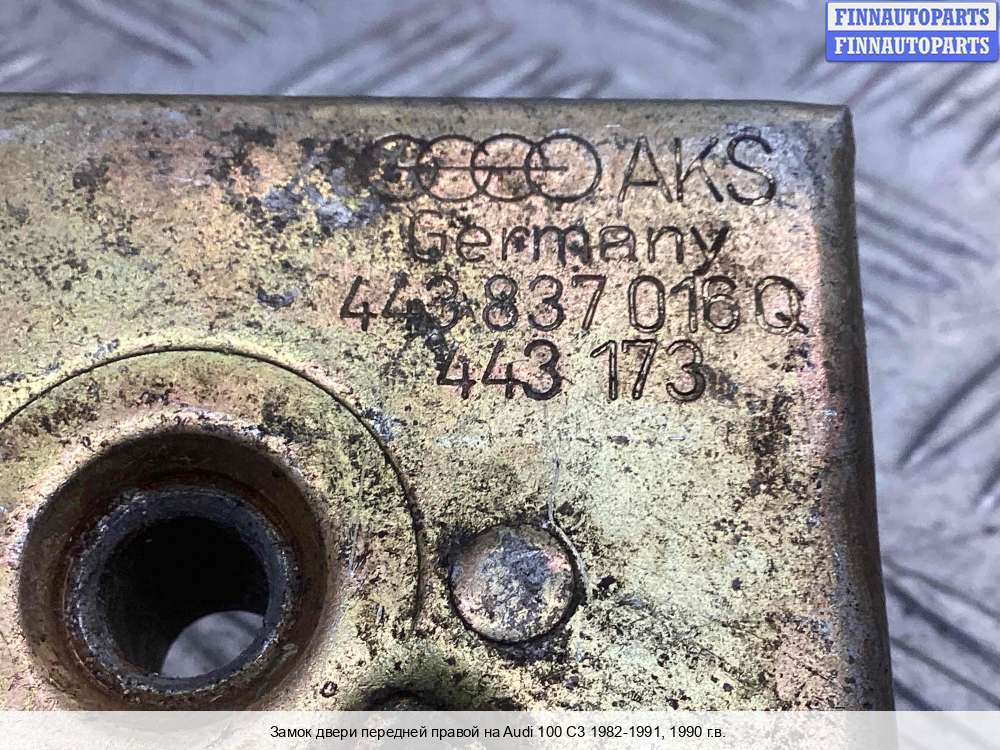 FINNAUTOPARTS
FINNAUTOPARTS
AKS
Germany
443 837 016Q
443 173
Замок двери передней правой на Audi 100 C3 1982-1991, 1990 г.в.